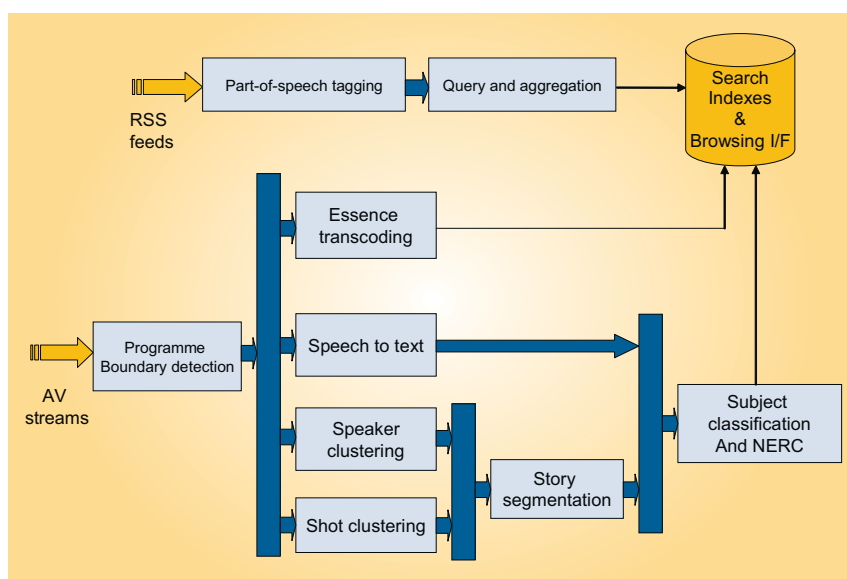 Part-of-speech tagging
Query and aggregation
Search
Indexes
&
Browsing I/F
RSS
feeds
Essence
transcoding
Programme
Boundary detection
Speech to text
AV
streams
Speaker
clustering
Story
segmentation
Subject
classification
And NERC
Shot clustering